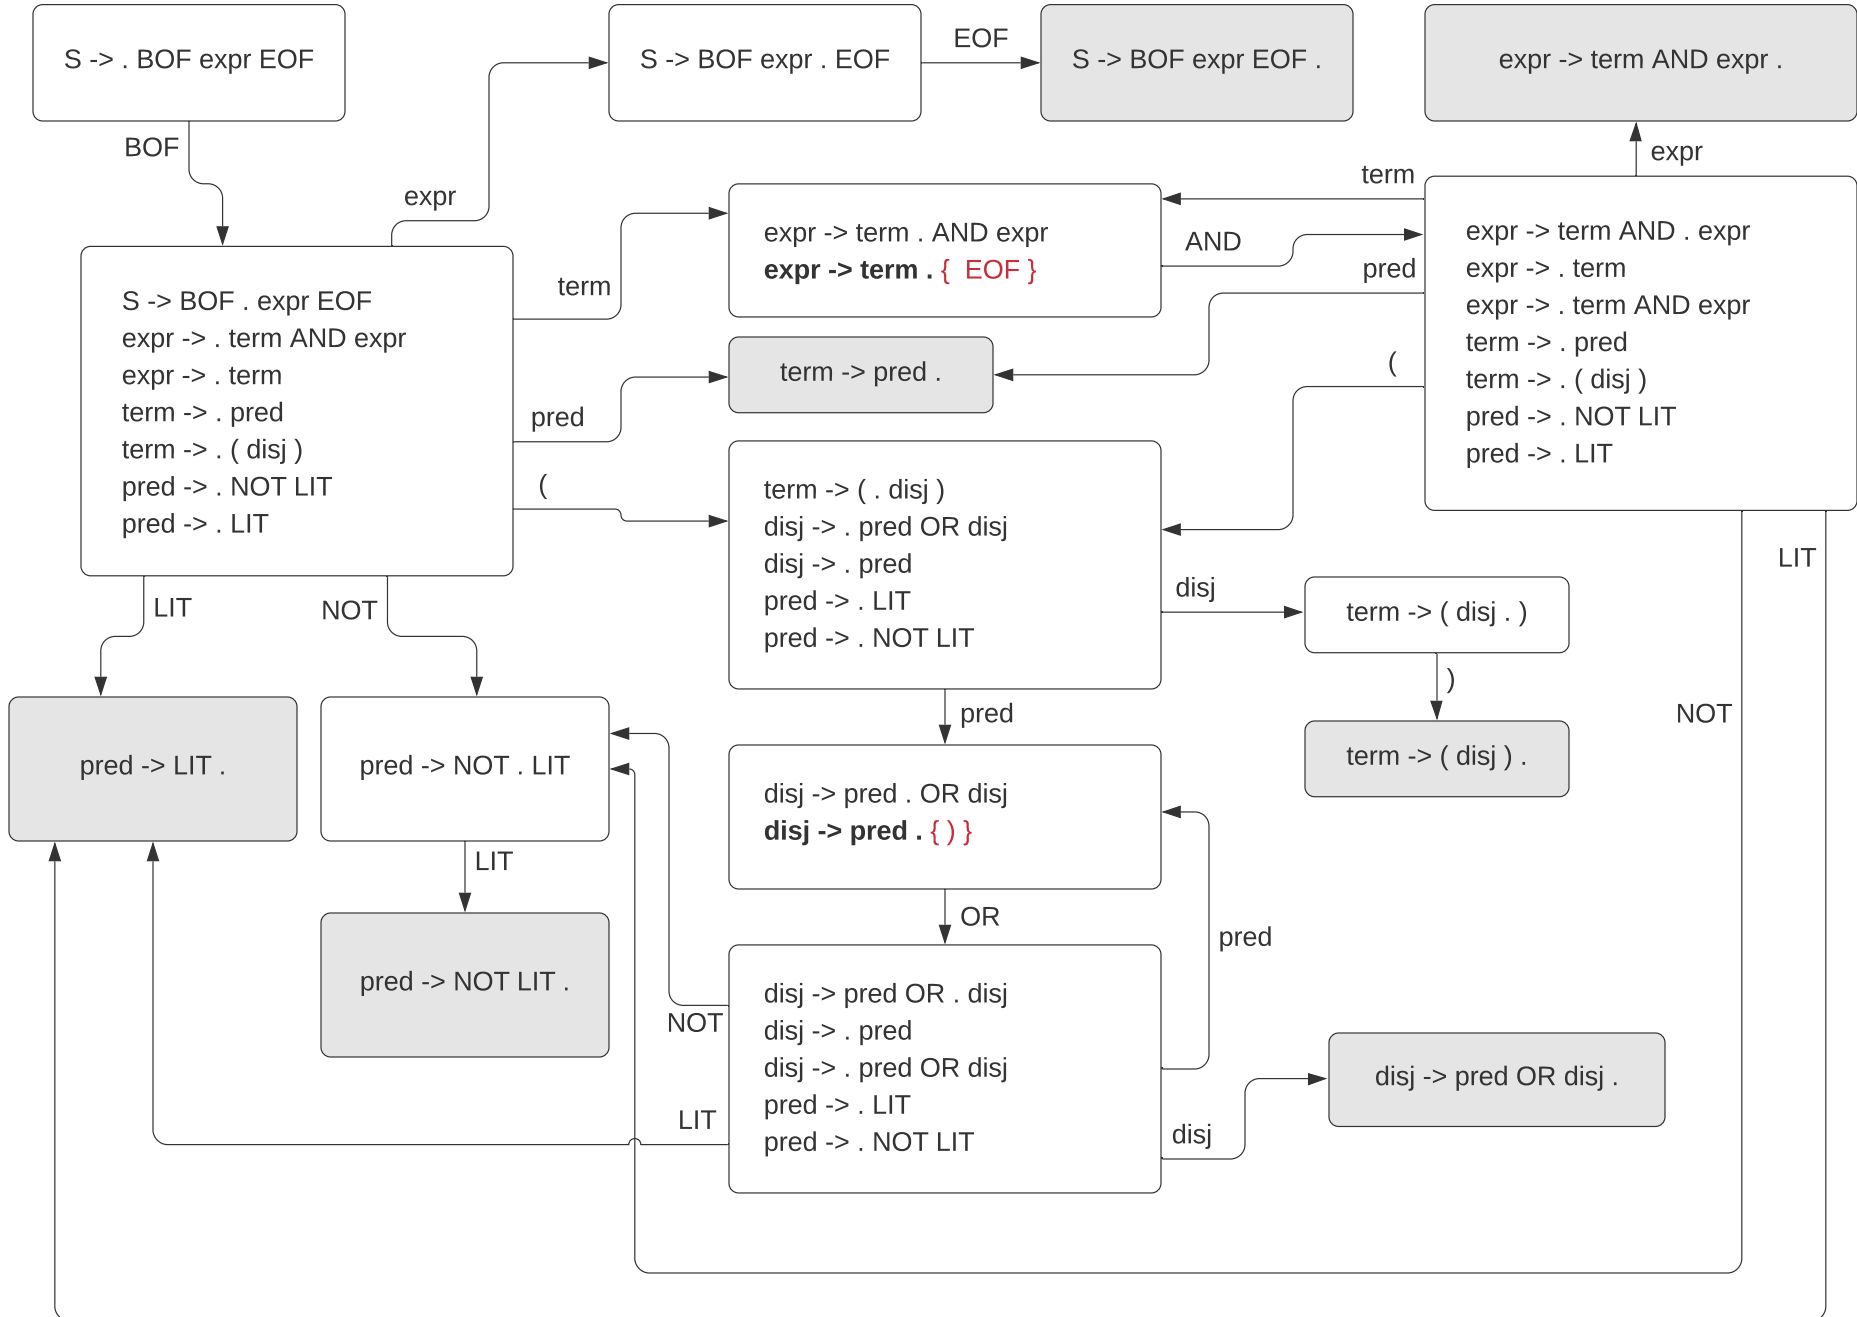 S -> . BOF expr EOF
S -> BOF expr . EOF
EOF
S -> BOF expr EOF .
expr -> term AND expr .
BOF
expr
expr
term
expr -> term . AND expr
expr -> term . { EOF }
AND
pred
term
expr -> term AND . expr
expr -> . term
expr -> . term AND expr
term -> . pred
term -> . ( disj )
pred -> . NOT LIT
pred -> . LIT
S -> BOF . expr EOF
expr -> . term AND expr
expr -> . term
term -> . pred
term -> . ( disj )
pred -> . NOT LIT
pred -> . LIT
term -> pred .
(
pred
(
term -> ( . disj )
disj -> . pred OR disj
disj -> . pred
pred -> . LIT
pred -> . NOT LIT
LIT
disj
term -> ( disj . )
LIT
NOT
)
pred
NOT
term -> ( disj ) .
pred -> LIT .
pred -> NOT . LIT
disj -> pred . OR disj
disj -> pred . { ) }
LIT
OR
pred
pred -> NOT LIT .
NOT
disj -> pred OR . disj
disj -> . pred
disj -> . pred OR disj
pred -> . LIT
pred -> . NOT LIT
disj -> pred OR disj .
LIT
disj